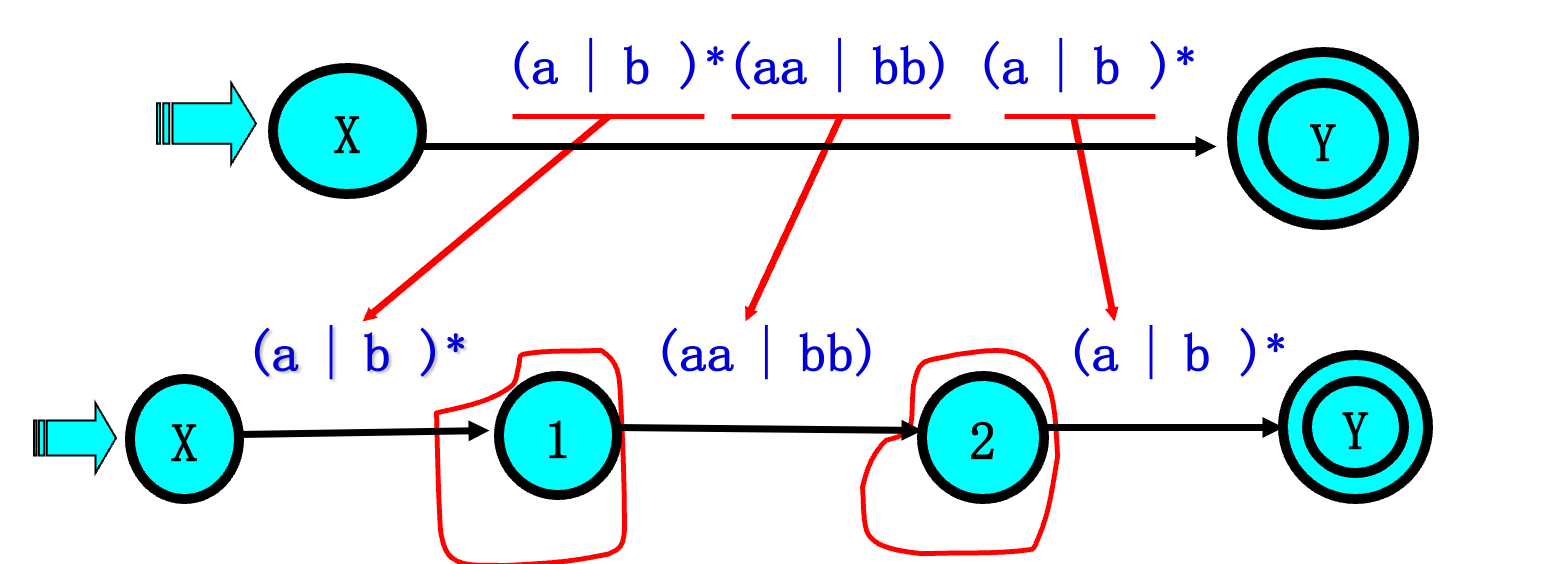 (a | b )*(aa | bb) (a | b )*
X Y
(a | b )* (aa | bb) (a | b )*
X 1 2 Y